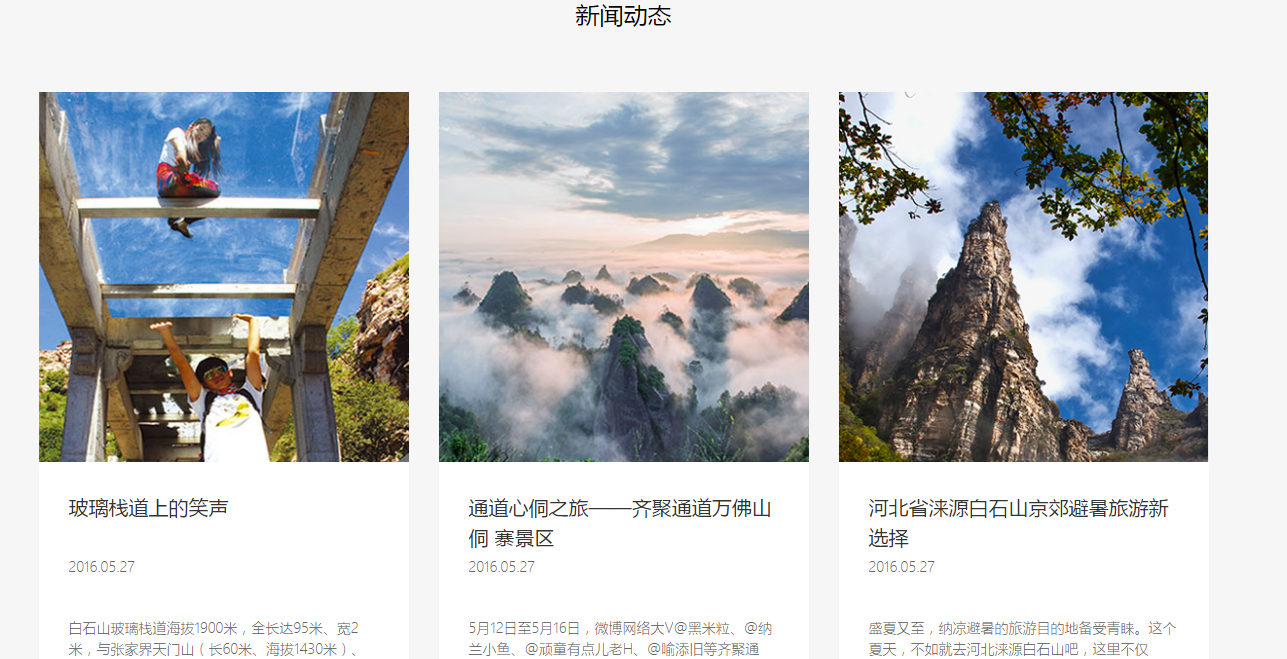 新闻动态
玻璃栈道上的笑声
2016.05.27
白石山玻璃栈道海拔1900米，全长达95米、宽2
米，与张家界天门山（长60米、海拔1430米）、
通道心侗之旅——齐聚通道万佛山
侗 寨景区
2016.05.27
5月12日至5月16日，微博网络大V@黑米粒、@纳
兰小鱼、@顽童有点儿老H、@喻添旧等齐聚通
河北省涞源白石山京郊避暑旅游新
选择
2016.05.27
盛夏又至，纳凉避暑的旅游目的地备受青睐。这个
夏天，不如就去河北涞源白石山吧，这里不仅